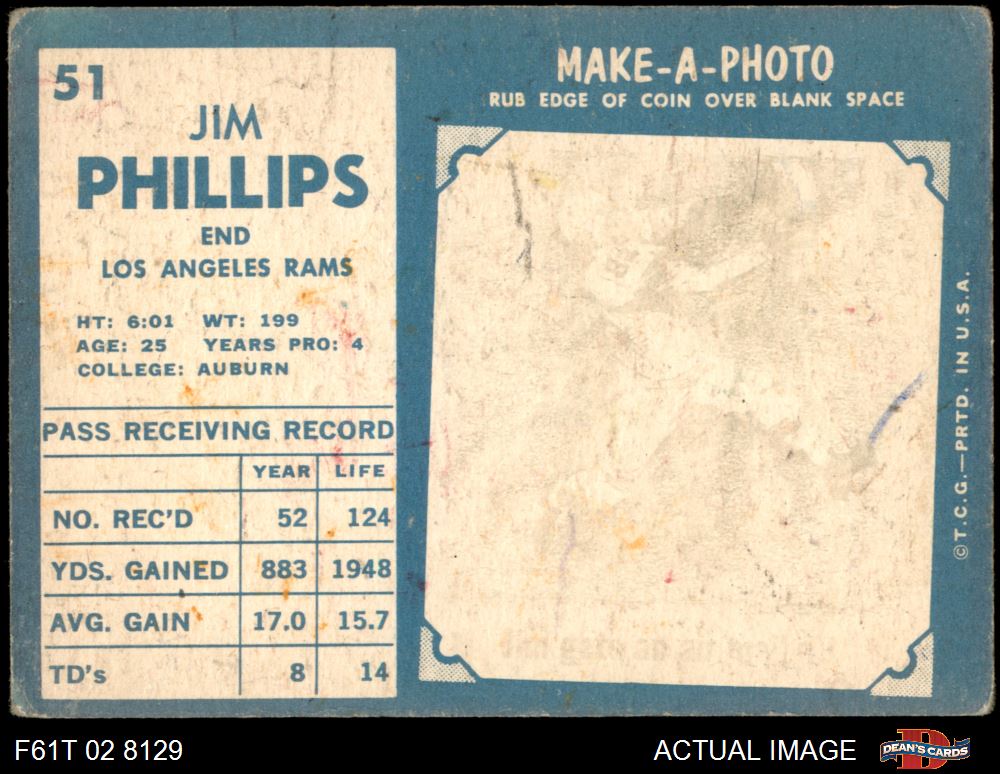 51
JIM
PHILLIPS
END
LOS ANGELES RAMS
HT: 6:01 WT: 199
AGE: 25 YEARS PRO: 4
COLLEGE: AUBURN
PASS RECEIVING RECORD
YEAR LIFE
NO. REC'D 52 124
YDS. GAINED 883 1948
AVG. GAIN 17.0 15.7
TD's 8 14
MAKE-A-PHOTO
RUB EDGE OF COIN OVER BLANK SPACE
©T.C.G.—PRTD. IN U.S.A.
F61T 02 8129
ACTUAL IMAGE
DEAN'S CARDS